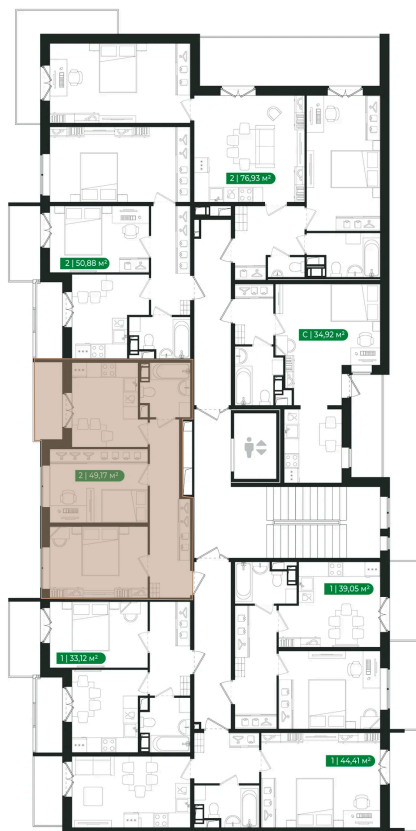 2 | 76,93 м²
2 | 50,88 м²
С | 34,92 м²
2 | 49,17 м²
1 | 39,05 м²
1 | 33,12 м²
1 | 44,41 м²